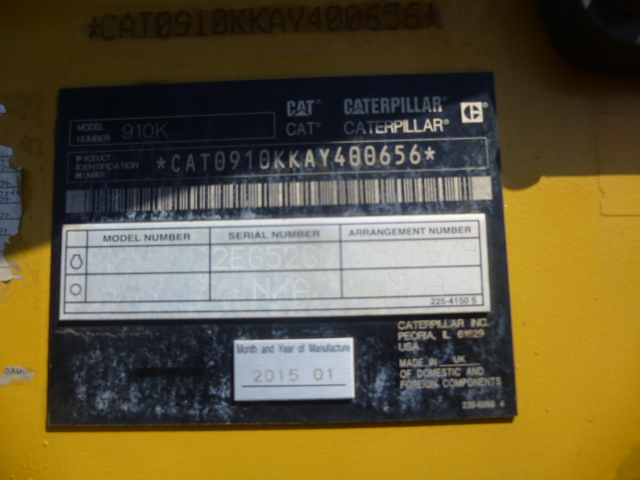 *CAT0910KKAY400656*
CAT® CATERPILLAR®
CAT® CATERPILLAR® C
MODEL NUMBER 910K
PRODUCT IDENTIFICATION NUMBER *CAT0910KKAY400656*
MODEL NUMBER SERIAL NUMBER ARRANGEMENT NUMBER
N/A N/A
225-4150 5
CATERPILLAR INC.
PEORIA, IL 61629
USA
MADE IN UK
OF DOMESTIC AND
FOREIGN COMPONENTS
Month and Year of Manufacture
2015 01